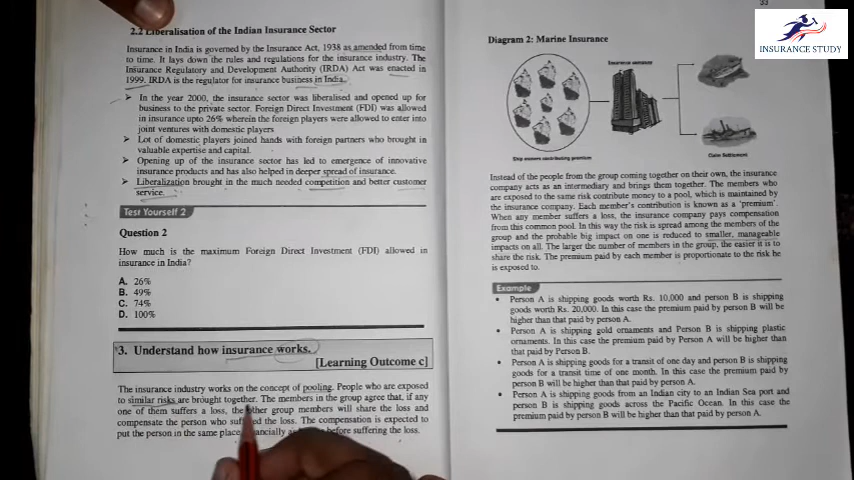 2.2 Liberalisation of the Indian Insurance Sector
Insurance in India is governed by the Insurance Act, 1938 as amended from time
to time. It lays down the rules and regulations for the insurance industry. The
Insurance Regulatory and Development Authority (IRDA) Act was enacted in
1999. IRDA is the regulator for insurance business in India.
➢ In the year 2000, the insurance sector was liberalised and opened up for
business to the private sector. Foreign Direct Investment (FDI) was allowed
in insurance upto 26% wherein the foreign players were allowed to enter into
joint ventures with domestic players
➢ Lot of domestic players joined hands with foreign partners who brought in
valuable expertise and capital.
➢ Opening up of the insurance sector has led to emergence of innovative
insurance products and has also helped in deeper spread of insurance.
➢ Liberalization brought in the much needed competition and better customer
service.
Test Yourself 2
Question 2
How much is the maximum Foreign Direct Investment (FDI) allowed in
insurance in India?
A. 26%
B. 49%
C. 74%
D. 100%
3. Understand how insurance works.
[Learning Outcome c]
The insurance industry works on the concept of pooling. People who are exposed
to similar risks are brought together. The members in the group agree that, if any
one of them suffers a loss, the other group members will share the loss and
compensate the person who suffered the loss. The compensation is expected to
put the person in the same place before suffering the loss.
33
INSURANCE STUDY
Diagram 2: Marine Insurance
Insurance company
Ship owners contributing premium
Claim Settlement
Instead of the people from the group coming together on their own, the insurance
company acts as an intermediary and brings them together. The members who
are exposed to the same risk contribute money to a pool, which is maintained by
the insurance company. Each member's contribution is known as a 'premium'.
When any member suffers a loss, the insurance company pays compensation
from this common pool. In this way the risk is spread among the members of the
group and the probable big impact on one is reduced to smaller, manageable
impacts on all. The larger the number of members in the group, the easier it is to
share the risk. The premium paid by each member is proportionate to the risk he
is exposed to.
Example
• Person A is shipping goods worth Rs. 10,000 and person B is shipping
goods worth Rs. 20,000. In this case the premium paid by Person B will be
higher than that paid by person A.
• Person A is shipping gold ornaments and Person B is shipping plastic
ornaments. In this case the premium paid by Person A will be higher than
that paid by Person B.
• Person A is shipping goods for a transit of one day and person B is shipping
goods for a transit time of one month. In this case the premium paid by
person B will be higher than that paid by person A.
• Person A is shipping goods from an Indian city to an Indian Sea port and
person B is shipping goods across the Pacific Ocean. In this case the
premium paid by person B will be higher than that paid by person A.